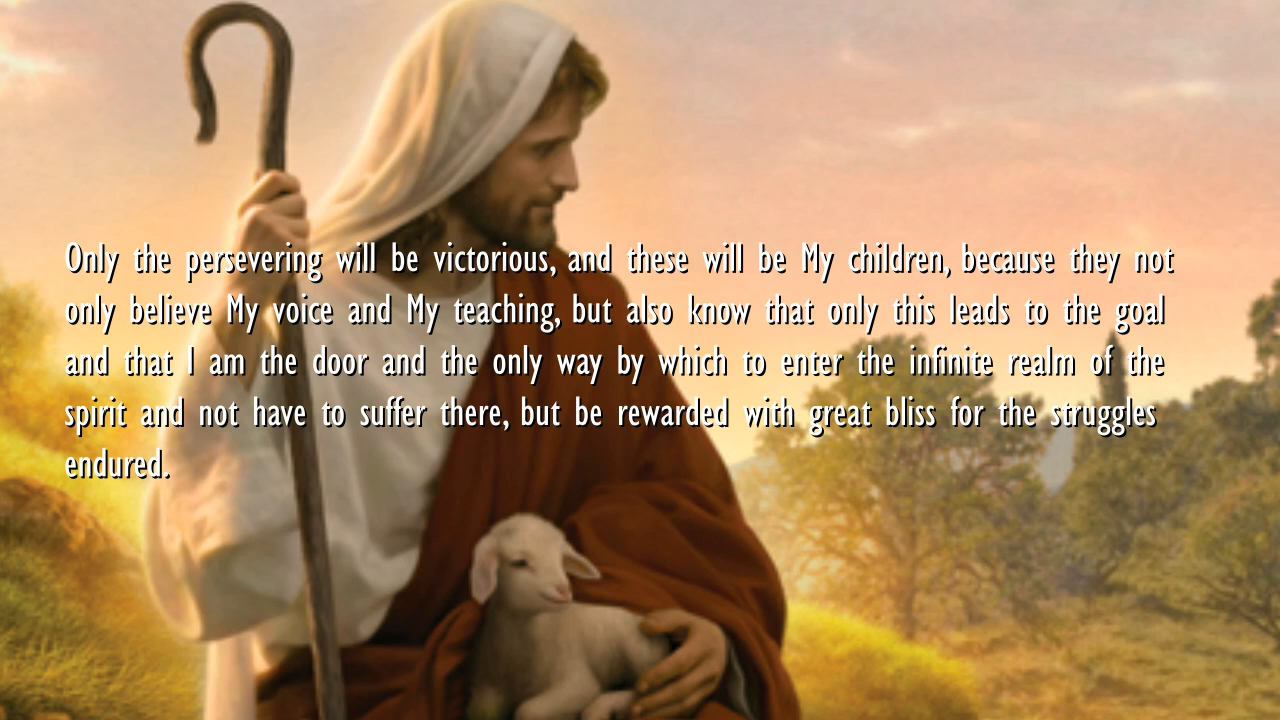 Only the persevering will be victorious, and these will be My children, because they not
only believe My voice and My teaching, but also know that only this leads to the goal
and that I am the door and the only way by which to enter the infinite realm of the
spirit and not have to suffer there, but be rewarded with great bliss for the struggles
endured.